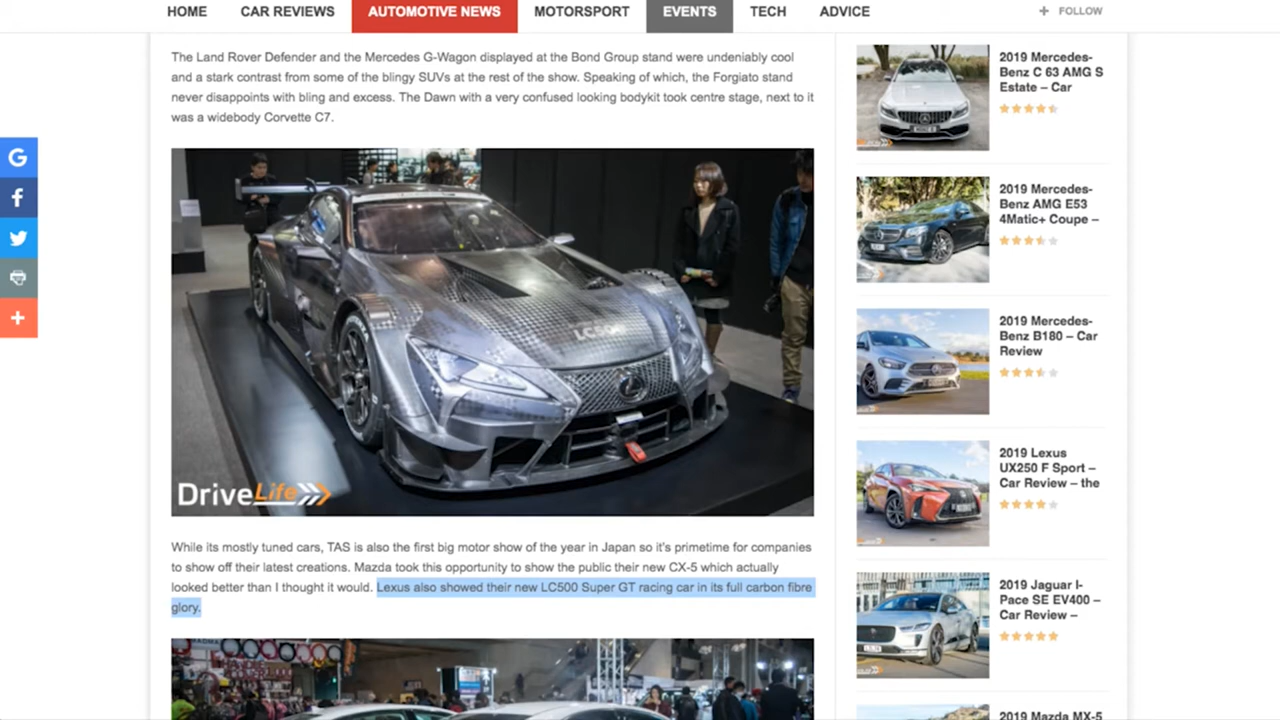 HOME CAR REVIEWS AUTOMOTIVE NEWS MOTORSPORT EVENTS TECH ADVICE + FOLLOW
The Land Rover Defender and the Mercedes G-Wagon displayed at the Bond Group stand were undeniably cool
and a stark contrast from some of the blingy SUVs at the rest of the show. Speaking of which, the Forgiato stand
never disappoints with bling and excess. The Dawn with a very confused looking bodykit took centre stage, next to it
was a widebody Corvette C7.
LC500
DriveLife
While its mostly tuned cars, TAS is also the first big motor show of the year in Japan so it's primetime for companies
to show off their latest creations. Mazda took this opportunity to show the public their new CX-5 which actually
looked better than I thought it would. Lexus also showed their new LC500 Super GT racing car in its full carbon fibre
glory.
2019 Mercedes-
Benz C 63 AMG S
Estate – Car
2019 Mercedes-
Benz AMG E53
4Matic+ Coupe –
2019 Mercedes-
Benz B180 – Car
Review
2019 Lexus
UX250 F Sport –
Car Review – the
2019 Jaguar I-
Pace SE EV400 –
Car Review –
2019 Mazda MX-5